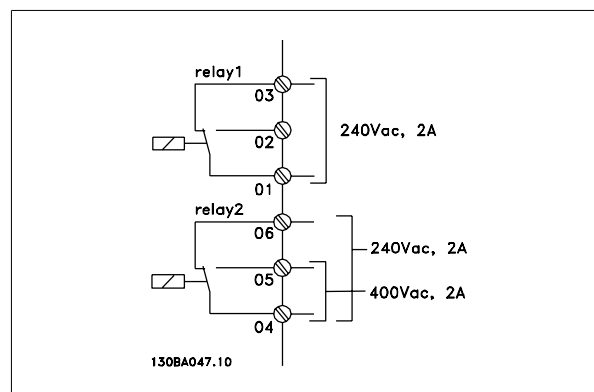 relay1
03
02
240Vac, 2A
01
relay2
06
240Vac, 2A
05
400Vac, 2A
04
130BA047.10